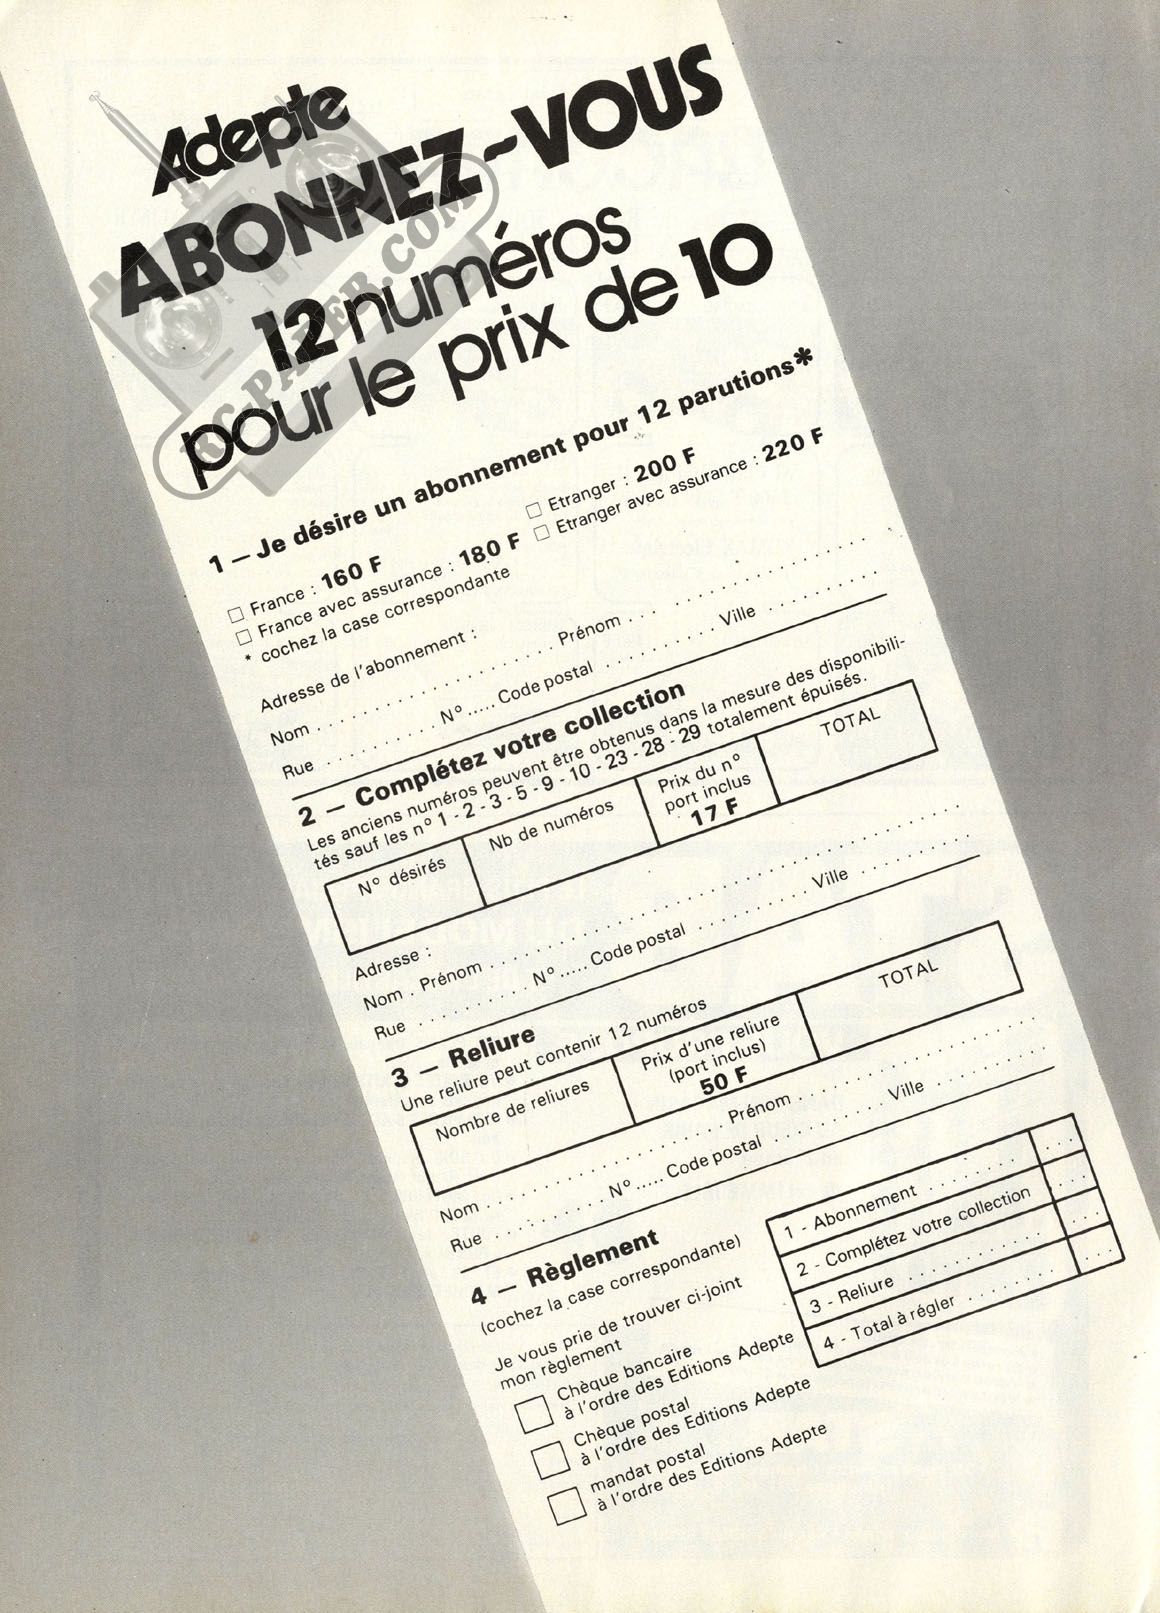 Adepte
ABONNEZ-VOUS
12 numéros
pour le prix de 10
RC-PAPER.COM
1 — Je désire un abonnement pour 12 parutions*
□ France : 160 F
□ France avec assurance : 180 F
* cochez la case correspondante
□ Etranger : 200 F
□ Etranger avec assurance : 220 F
Adresse de l'abonnement :
Nom . . . . . . . . . . . . . . . . . . . . Prénom . . . . . . . . . . . . . . . . . . . .
Rue . . . . . . . . . . N° ..... Code postal . . . . . . . . . . Ville . . . . . . . . . .
2 — Complétez votre collection
Les anciens numéros peuvent être obtenus dans la mesure des disponibili-
tés sauf les n° 1 - 2 - 3 - 5 - 9 - 10 - 23 - 28 - 29 totalement épuisés.
N° désirés
Nb de numéros
Prix du n°
port inclus
17 F
TOTAL
Adresse :
Nom . Prénom . . . . . . . . . . . . . . . . . . . . . . . . . . . . . . . . . . . . . . . .
Rue . . . . . . . . . . N° ..... Code postal . . . . . . . . . . Ville . . . . . . . . . .
3 — Reliure
Une reliure peut contenir 12 numéros
Nombre de reliures
Prix d'une reliure
(port inclus)
50 F
TOTAL
Nom . . . . . . . . . . . . . . . . . . . . Prénom . . . . . . . . . . . . . . . . . . . .
Rue . . . . . . . . . . N° ..... Code postal . . . . . . . . . . Ville . . . . . . . . . .
4 — Règlement
(cochez la case correspondante)
Je vous prie de trouver ci-joint
mon règlement
□ Chèque bancaire
à l'ordre des Editions Adepte
□ Chèque postal
à l'ordre des Editions Adepte
□ mandat postal
à l'ordre des Editions Adepte
1 - Abonnement . . . . . . . . . . .
2 - Complétez votre collection . . .
3 - Reliure . . . . . . . . . . . . . .
4 - Total à régler . . . . . . . . . . .